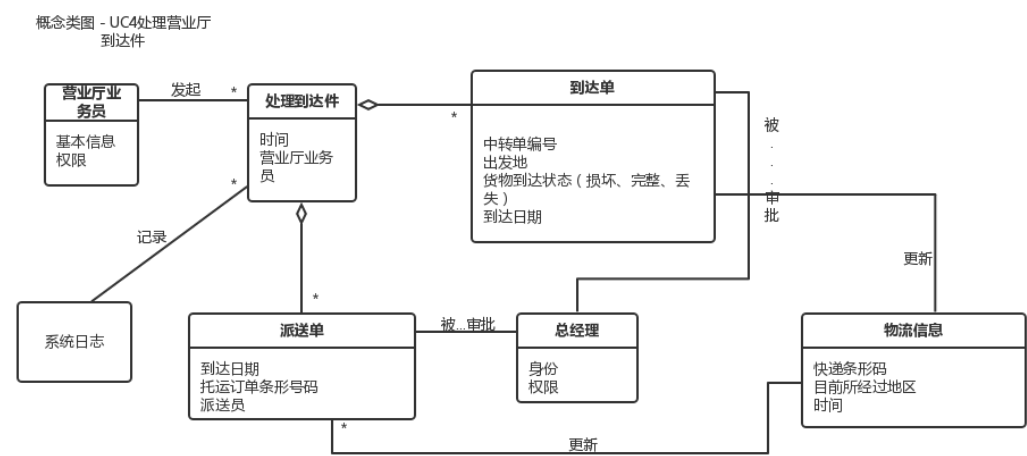 概念类图 - UC4处理营业厅
到达件
营业厅业
务员
基本信息
权限
发起
*
处理到达件
时间
营业厅业务
员
*
到达单
中转单编号
出发地
货物到达状态（损坏、完整、丢
失）
到达日期
被
.
.
.
审
批
*
记录
系统日志
更新
*
派送单
到达日期
托运订单条形号码
派送员
被...审批
总经理
身份
权限
物流信息
快递条形码
目前所经过地区
时间
*
更新